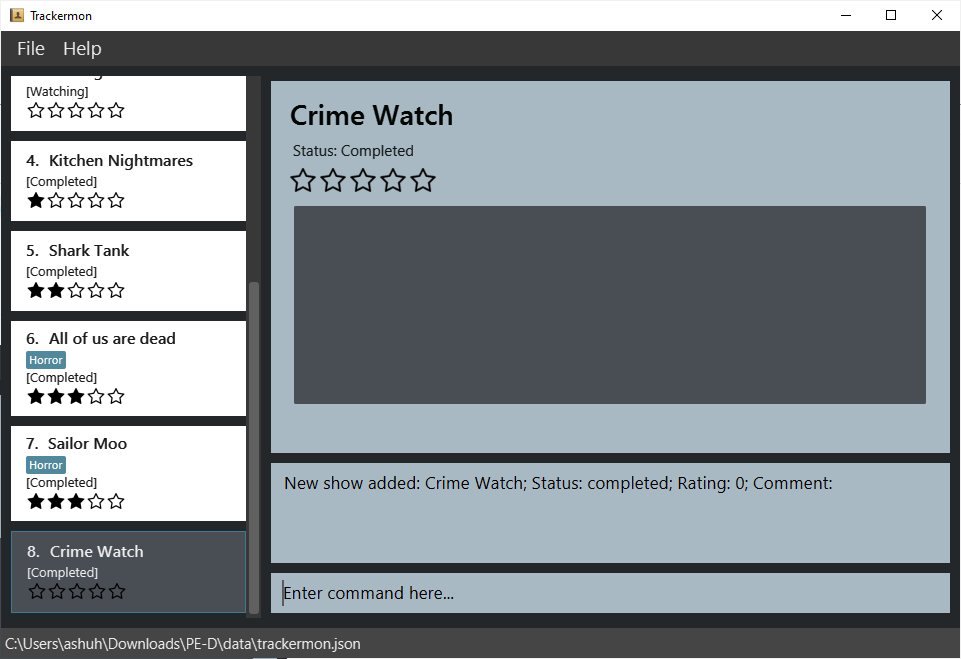 Trackermon
File Help
[Watching]
4. Kitchen Nightmares
[Completed]
5. Shark Tank
[Completed]
6. All of us are dead
Horror
[Completed]
7. Sailor Moo
Horror
[Completed]
8. Crime Watch
[Completed]
Crime Watch
Status: Completed
New show added: Crime Watch; Status: completed; Rating: 0; Comment:
Enter command here...
C:\Users\ashuh\Downloads\PE-D\data\trackermon.json